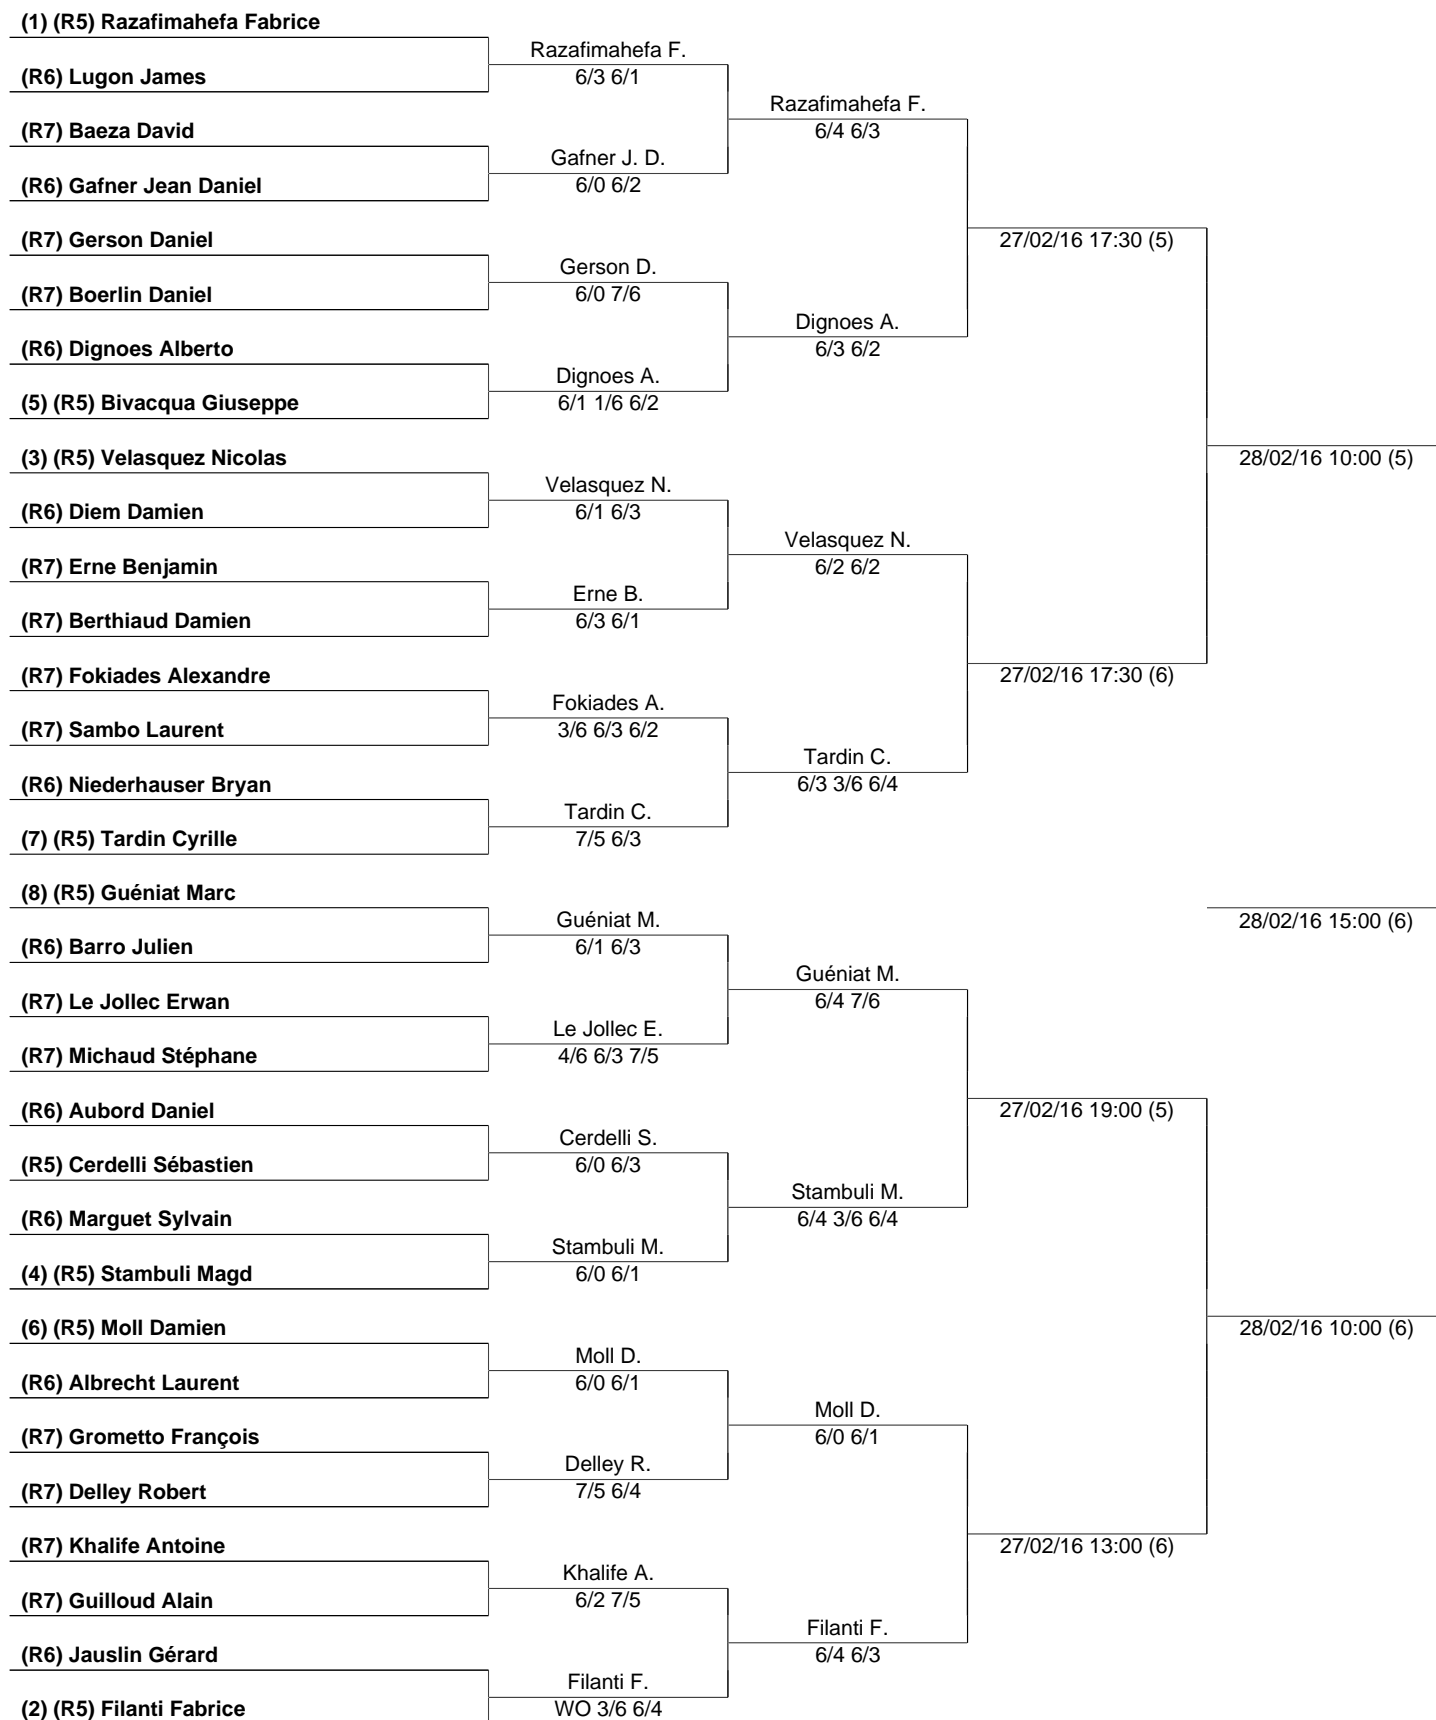 (1) (R5) Razafimahefa Fabrice
Razafimahefa F.
(R6) Lugon James
6/3 6/1
Razafimahefa F.
(R7) Baeza David
6/4 6/3
Gafner J. D.
(R6) Gafner Jean Daniel
6/0 6/2
(R7) Gerson Daniel
27/02/16 17:30 (5)
Gerson D.
(R7) Boerlin Daniel
6/0 7/6
Dignoes A.
(R6) Dignoes Alberto
6/3 6/2
Dignoes A.
(5) (R5) Bivacqua Giuseppe
6/1 1/6 6/2
(3) (R5) Velasquez Nicolas
28/02/16 10:00 (5)
Velasquez N.
(R6) Diem Damien
6/1 6/3
Velasquez N.
(R7) Erne Benjamin
6/2 6/2
Erne B.
(R7) Berthiaud Damien
6/3 6/1
(R7) Fokiades Alexandre
27/02/16 17:30 (6)
Fokiades A.
(R7) Sambo Laurent
3/6 6/3 6/2
Tardin C.
(R6) Niederhauser Bryan
6/3 3/6 6/4
Tardin C.
(7) (R5) Tardin Cyrille
7/5 6/3
(8) (R5) Guéniat Marc
28/02/16 15:00 (6)
Guéniat M.
(R6) Barro Julien
6/1 6/3
Guéniat M.
(R7) Le Jollec Erwan
6/4 7/6
Le Jollec E.
(R7) Michaud Stéphane
4/6 6/3 7/5
(R6) Aubord Daniel
27/02/16 19:00 (5)
Cerdelli S.
(R5) Cerdelli Sébastien
6/0 6/3
Stambuli M.
(R6) Marguet Sylvain
6/4 3/6 6/4
Stambuli M.
(4) (R5) Stambuli Magd
6/0 6/1
(6) (R5) Moll Damien
28/02/16 10:00 (6)
Moll D.
(R6) Albrecht Laurent
6/0 6/1
Moll D.
(R7) Grometto François
6/0 6/1
Delley R.
(R7) Delley Robert
7/5 6/4
(R7) Khalife Antoine
27/02/16 13:00 (6)
Khalife A.
(R7) Guilloud Alain
6/2 7/5
Filanti F.
(R6) Jauslin Gérard
6/4 6/3
Filanti F.
(2) (R5) Filanti Fabrice
WO 3/6 6/4